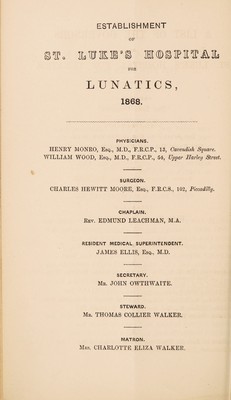 ESTABLISHMENT
OF
ST. LUKE'S HOSPITAL
FOR
LUNATICS,
1868.
PHYSICIANS.
HENRY MONRO, Esq., M.D., F.R.C.P., 13, Cavendish Square.
WILLIAM WOOD, Esq., M.D., F.R.C.P., 54, Upper Harley Street.
SURGEON.
CHARLES HEWITT MOORE, Esq., F.R.C.S., 102, Piccadilly.
CHAPLAIN.
Rev. EDMUND LEACHMAN, M.A.
RESIDENT MEDICAL SUPERINTENDENT.
JAMES ELLIS, Esq., M.D.
SECRETARY.
Mr. JOHN OWTHWAITE.
STEWARD.
Mr. THOMAS COLLIER WALKER.
MATRON.
Mrs. CHARLOTTE ELIZA WALKER.